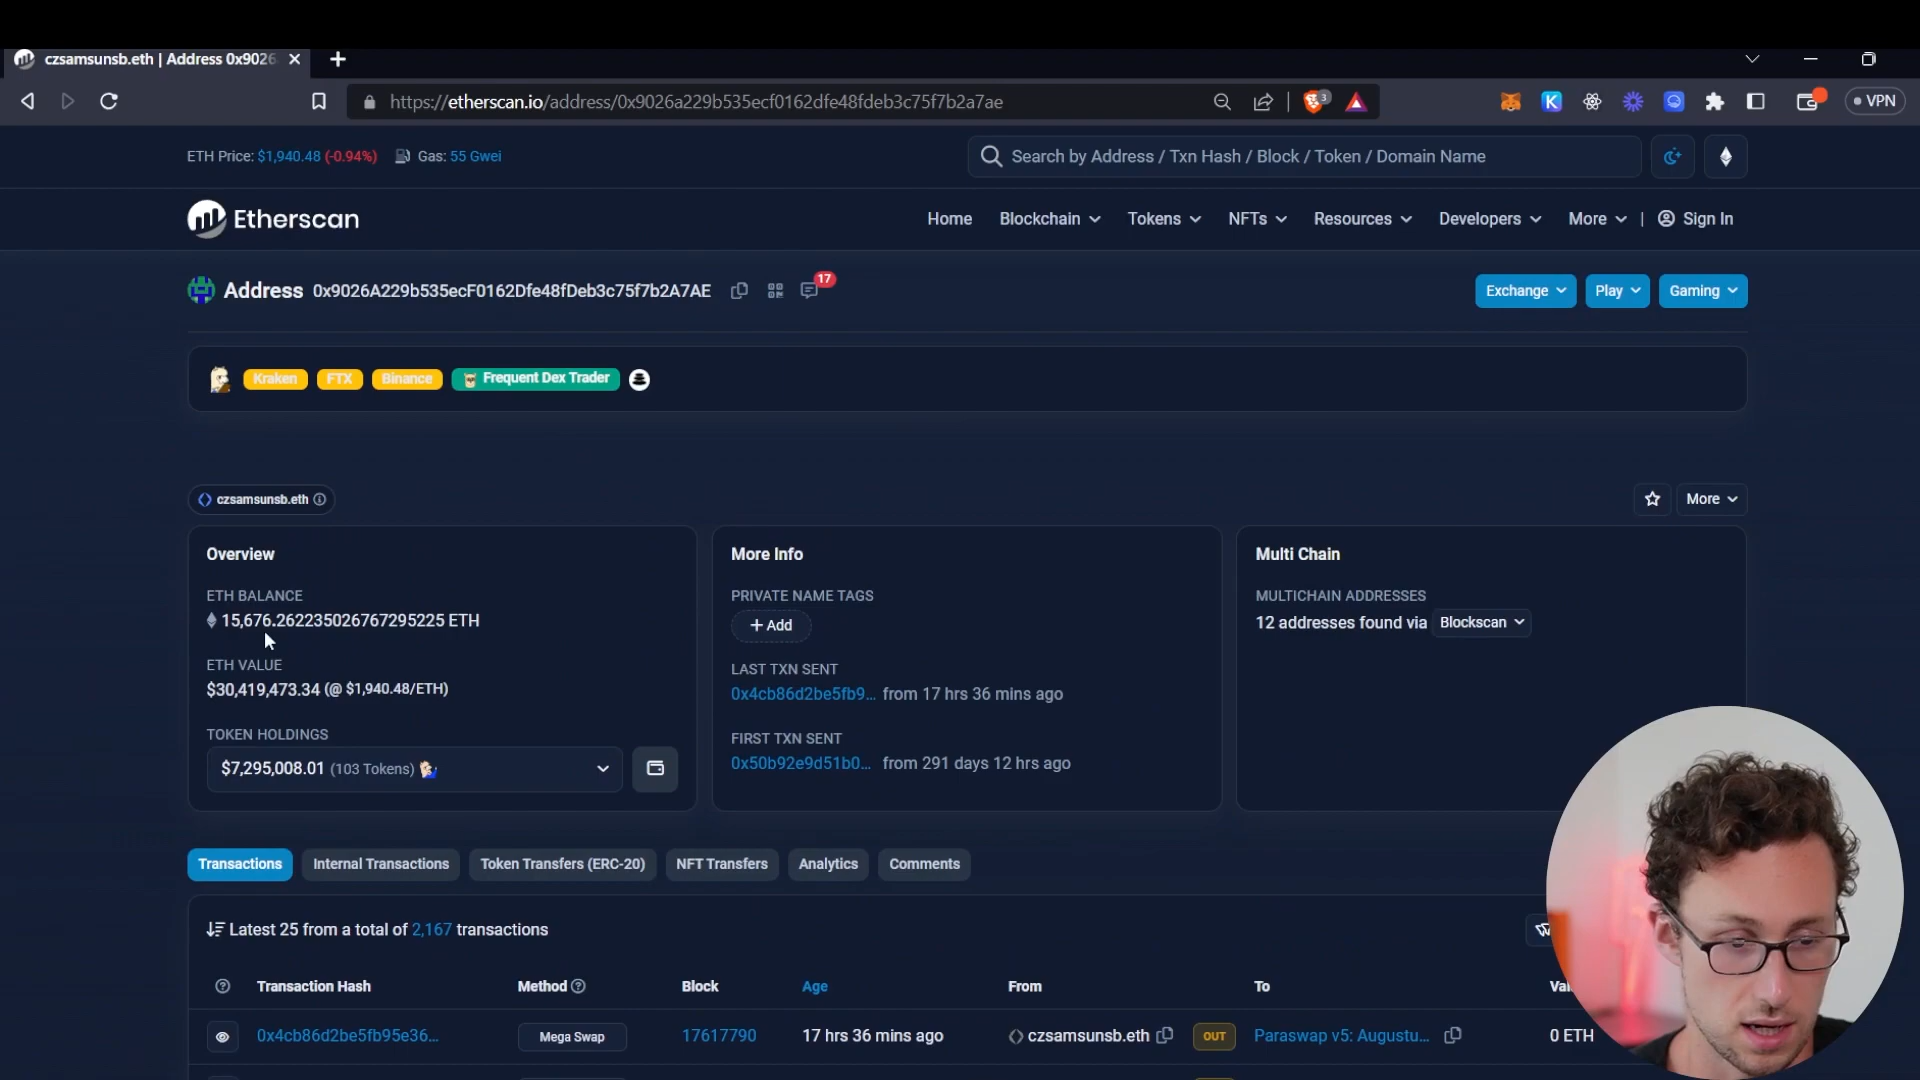 czsamsunsb.eth | Address 0x9026
https://etherscan.io/address/0x9026a229b535ecf0162dfe48fdeb3c75f7b2a7ae
3
VPN
ETH Price: $1,940.48 (-0.94%) Gas: 55 Gwei
Search by Address / Txn Hash / Block / Token / Domain Name
Etherscan
Home Blockchain Tokens NFTs Resources Developers More | Sign In
Address 0x9026A229b535ecF0162Dfe48fDeb3c75f7b2A7AE
17
Exchange Play Gaming
Kraken FTX Binance Frequent Dex Trader
czsamsunsb.eth
More
Overview
ETH BALANCE
15,676.262235026767295225 ETH
ETH VALUE
$30,419,473.34 (@ $1,940.48/ETH)
TOKEN HOLDINGS
$7,295,008.01 (103 Tokens)
More Info
PRIVATE NAME TAGS
+ Add
LAST TXN SENT
0x4cb86d2be5fb9... from 17 hrs 36 mins ago
FIRST TXN SENT
0x50b92e9d51b0... from 291 days 12 hrs ago
Multi Chain
MULTICHAIN ADDRESSES
12 addresses found via Blockscan
Transactions Internal Transactions Token Transfers (ERC-20) NFT Transfers Analytics Comments
Latest 25 from a total of 2,167 transactions
Transaction Hash Method Block Age From To
0x4cb86d2be5fb95e36... Mega Swap 17617790 17 hrs 36 mins ago czsamsunsb.eth OUT Paraswap v5: Augustu... 0 ETH